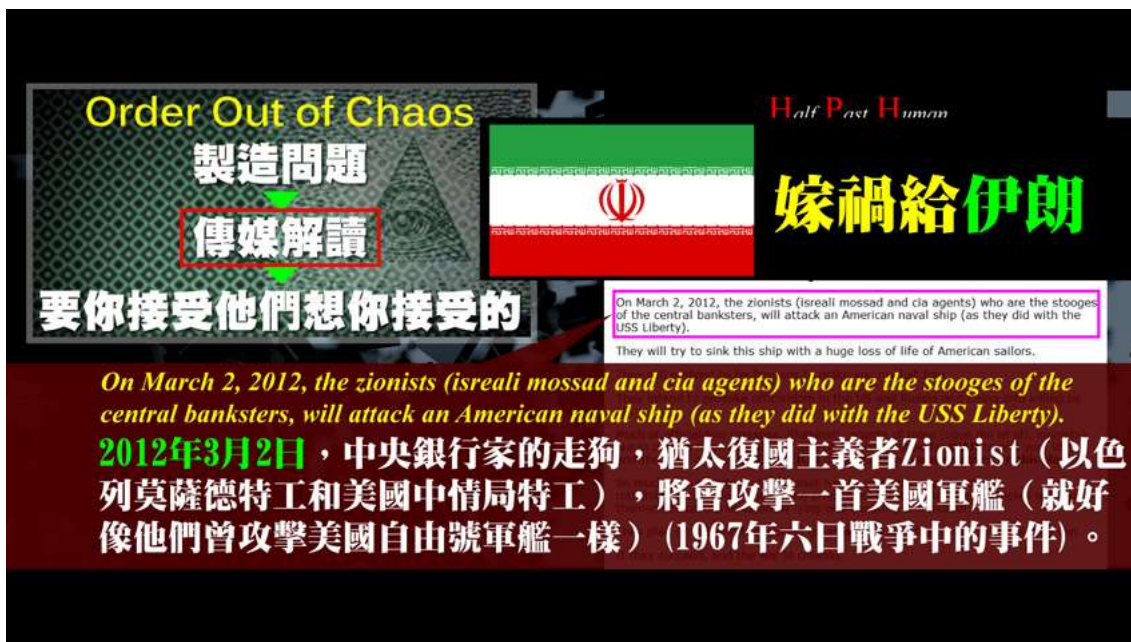 Order Out of Chaos
製造問題
傳媒解讀
要你接受他們想你接受的
Half Past Human
嫁禍給伊朗
On March 2, 2012, the zionists (isreali mossad and cia agents) who are the stooges
of the central banksters, will attack an American naval ship (as they did with the
USS Liberty).
They will try to sink this ship with a huge loss of life of American sailors.
On March 2, 2012, the zionists (isreali mossad and cia agents) who are the stooges of the
central banksters, will attack an American naval ship (as they did with the USS Liberty).
2012年3月2日，中央銀行家的走狗，猶太復國主義者Zionist（以色
列莫薩德特工和美國中情局特工），將會攻擊一首美國軍艦（就好
像他們曾攻擊美國自由號軍艦一樣）(1967年六日戰爭中的事件)。